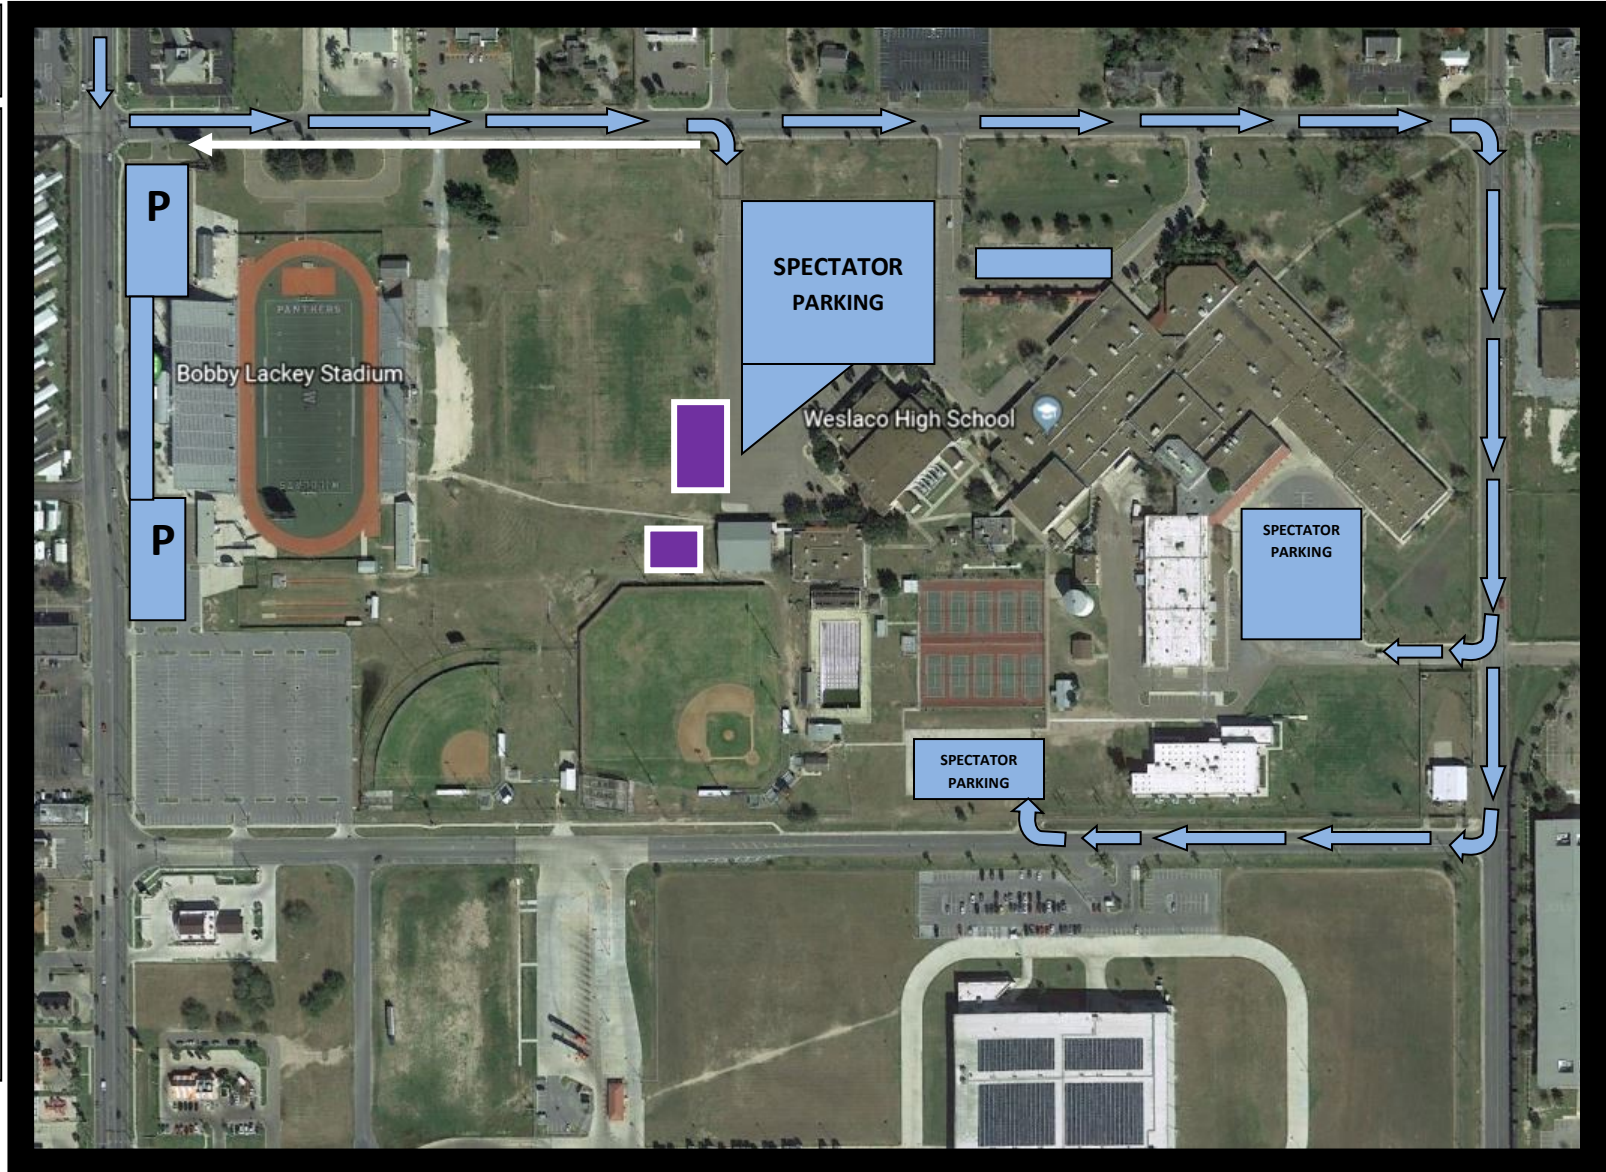 P
SPECTATOR
PARKING
PANTHERS
Bobby Lackey Stadium
W
Weslaco High School
P
SPECTATOR
PARKING
SPECTATOR
PARKING